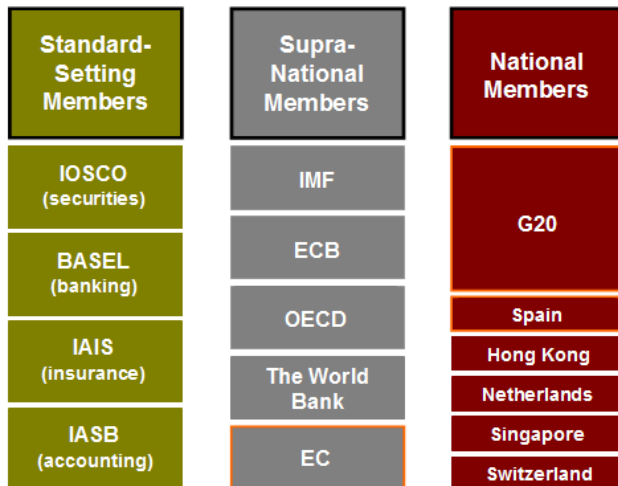 Standard-
Setting
Members
IOSCO
(securities)
BASEL
(banking)
IAIS
(insurance)
IASB
(accounting)
Supra-
National
Members
IMF
ECB
OECD
The World
Bank
EC
National
Members
G20
Spain
Hong Kong
Netherlands
Singapore
Switzerland